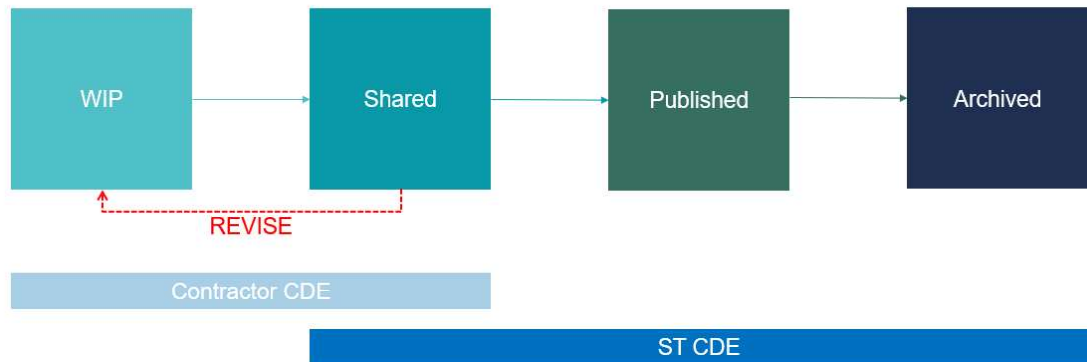 WIP
Shared
Published
Archived
REVISE
Contractor CDE
ST CDE